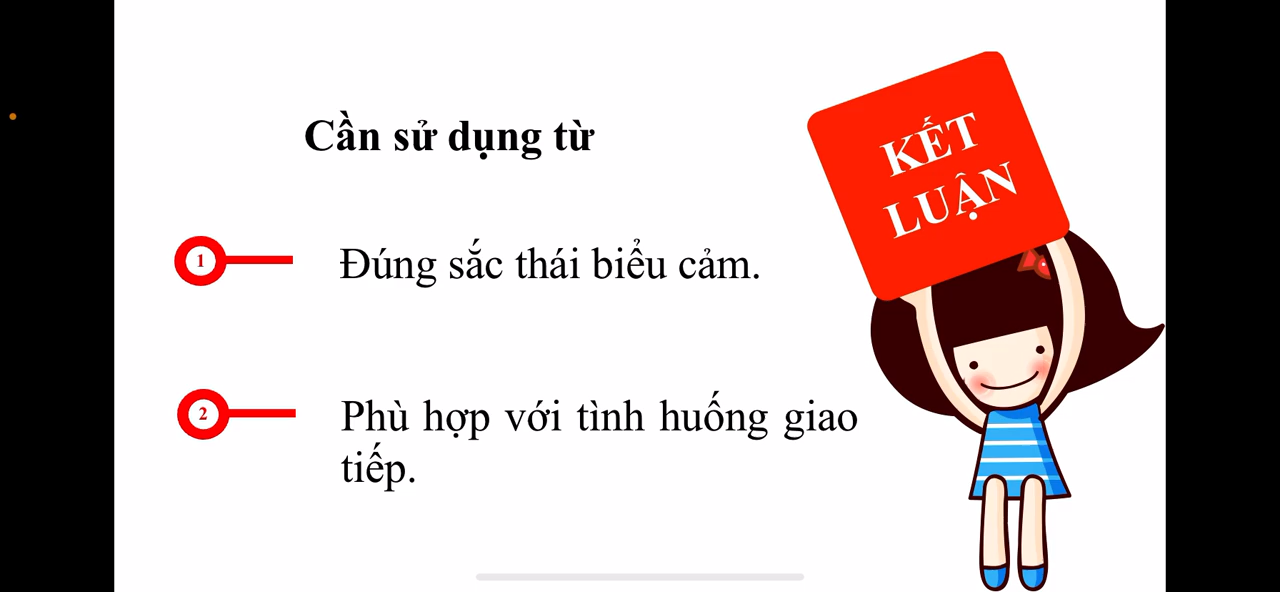 Cần sử dụng từ
KẾT
LUẬN
1
Đúng sắc thái biểu cảm.
2
Phù hợp với tình huống giao
tiếp.